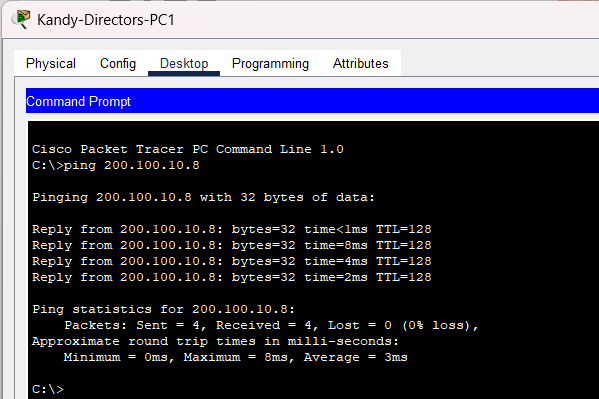 Kandy-Directors-PC1
Physical Config Desktop Programming Attributes
Command Prompt
Cisco Packet Tracer PC Command Line 1.0
C:\>ping 200.100.10.8
Pinging 200.100.10.8 with 32 bytes of data:
Reply from 200.100.10.8: bytes=32 time<1ms TTL=128
Reply from 200.100.10.8: bytes=32 time=8ms TTL=128
Reply from 200.100.10.8: bytes=32 time=4ms TTL=128
Reply from 200.100.10.8: bytes=32 time=2ms TTL=128
Ping statistics for 200.100.10.8:
Packets: Sent = 4, Received = 4, Lost = 0 (0% loss),
Approximate round trip times in milli-seconds:
Minimum = 0ms, Maximum = 8ms, Average = 3ms
C:\>